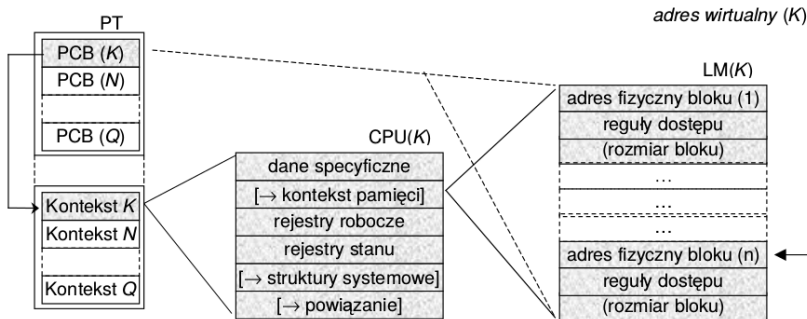 adres wirtualny (K)
PT
PCB (K)
PCB (N)
PCB (Q)
Kontekst K
Kontekst N
Kontekst Q
CPU(K)
dane specyficzne
[→ kontekst pamięci]
rejestry robocze
rejestry stanu
[→ struktury systemowe]
[→ powiązanie]
LM(K)
adres fizyczny bloku (1)
reguły dostępu
(rozmiar bloku)
...
...
...
adres fizyczny bloku (n)
reguły dostępu
(rozmiar bloku)